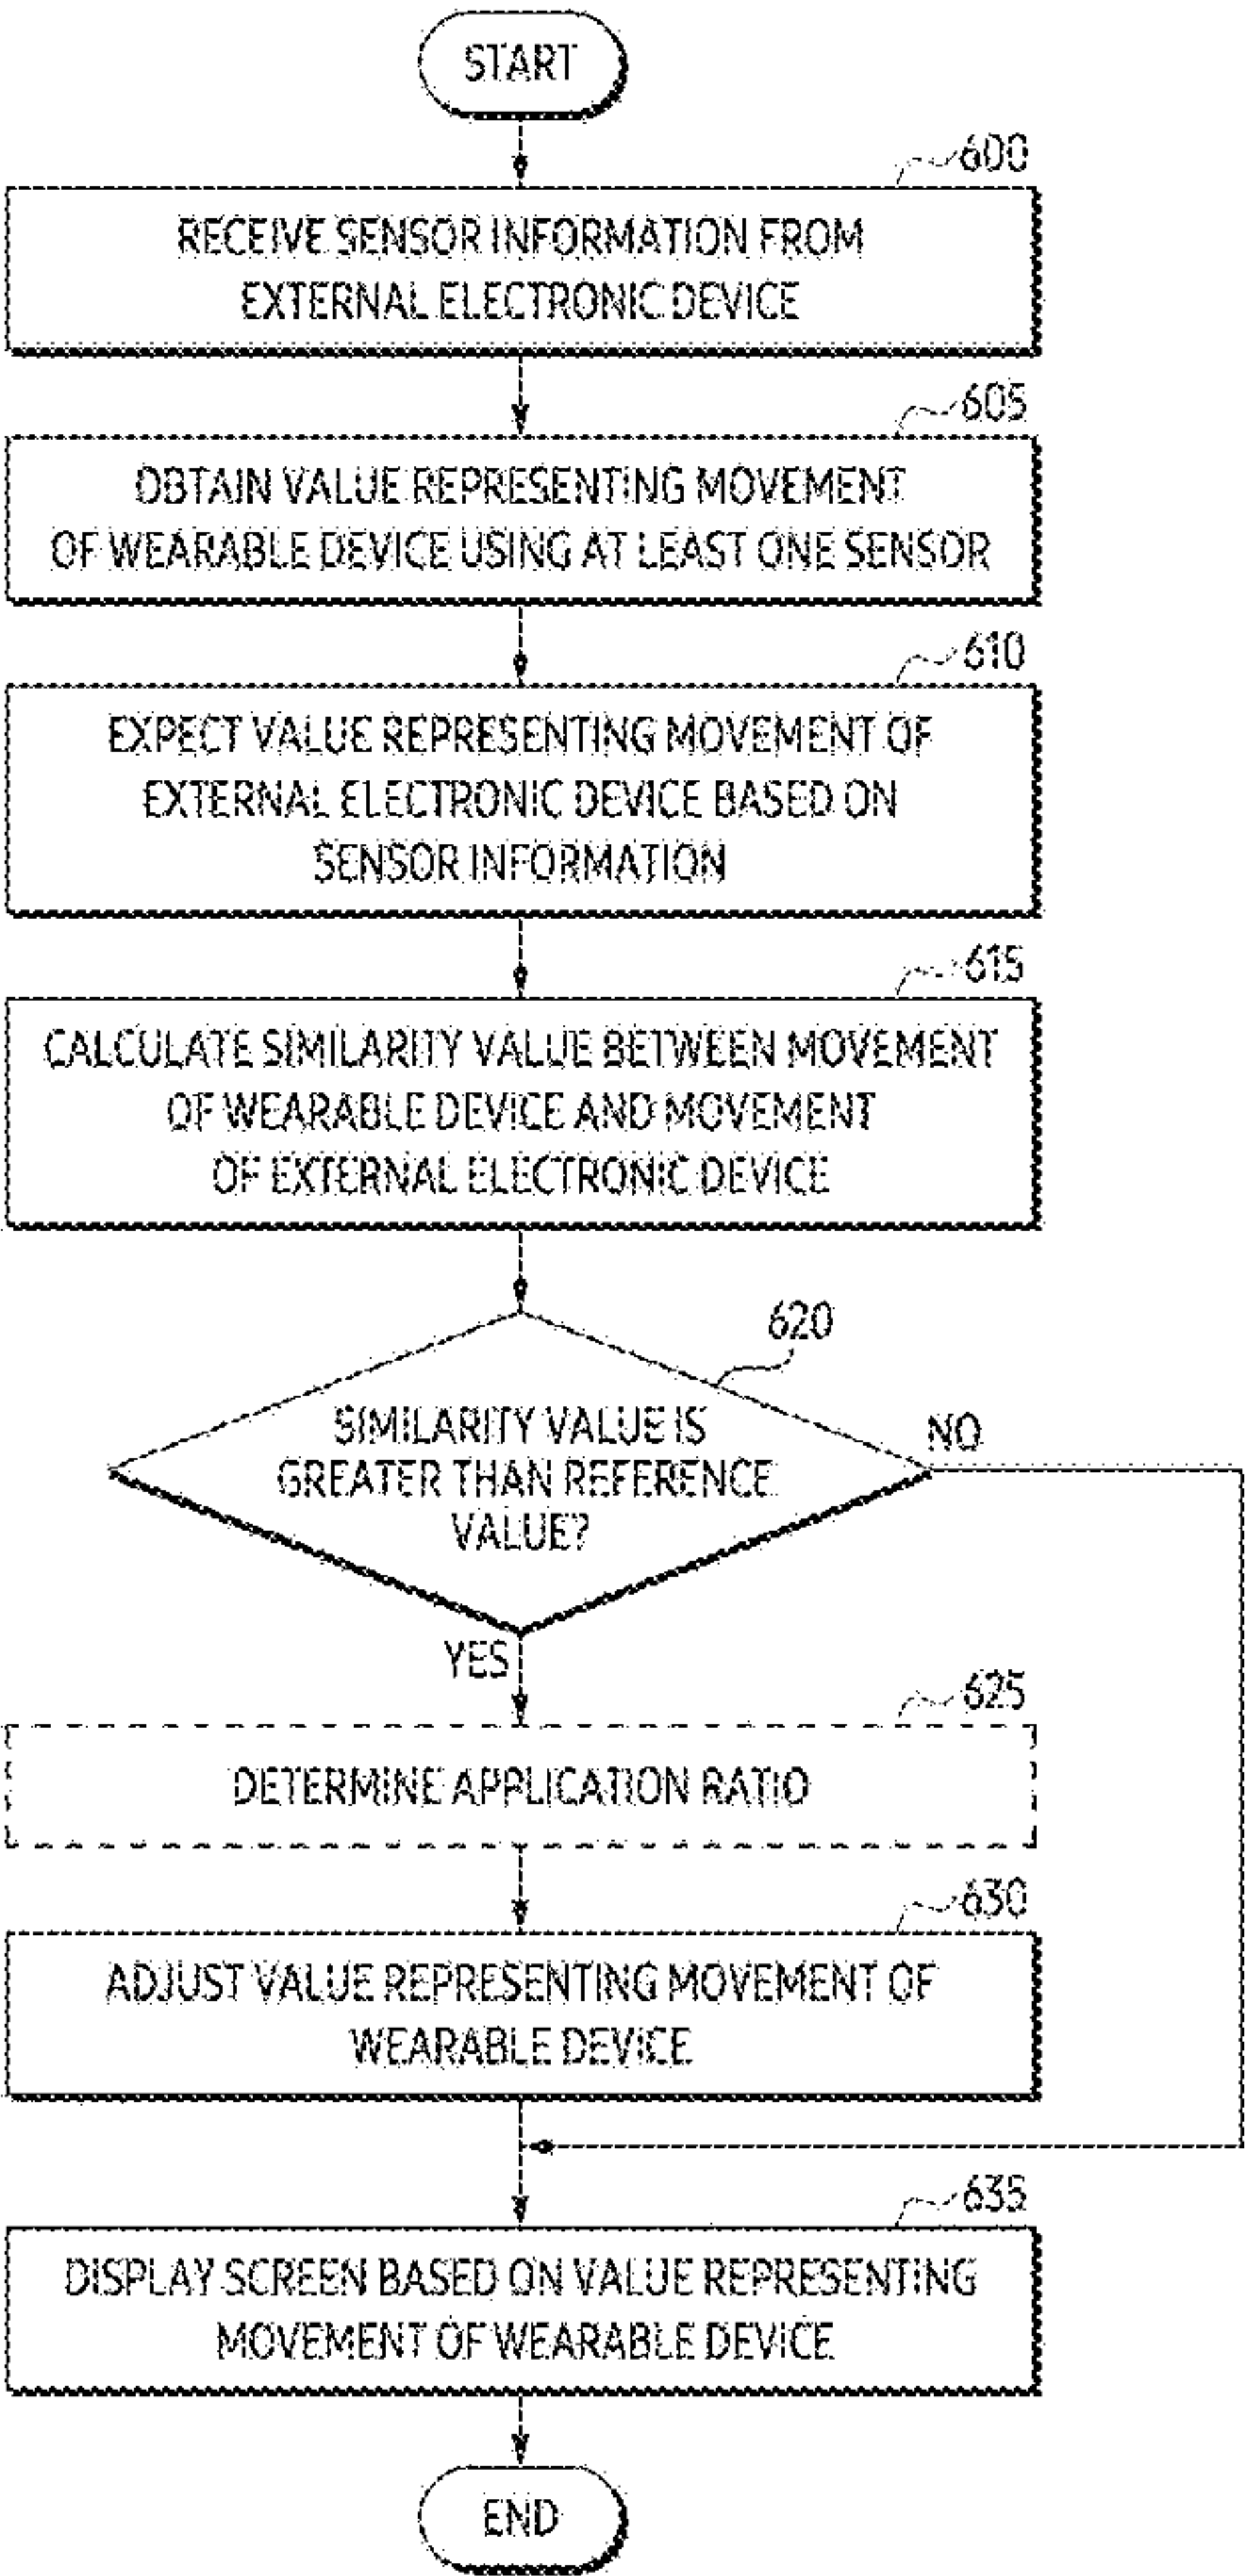 START
600
RECEIVE SENSOR INFORMATION FROM
EXTERNAL ELECTRONIC DEVICE
605
OBTAIN VALUE REPRESENTING MOVEMENT
OF WEARABLE DEVICE USING AT LEAST ONE SENSOR
610
EXPECT VALUE REPRESENTING MOVEMENT OF
EXTERNAL ELECTRONIC DEVICE BASED ON
SENSOR INFORMATION
615
CALCULATE SIMILARITY VALUE BETWEEN MOVEMENT
OF WEARABLE DEVICE AND MOVEMENT
OF EXTERNAL ELECTRONIC DEVICE
620
SIMILARITY VALUE IS
GREATER THAN REFERENCE
VALUE?
NO
YES
625
DETERMINE APPLICATION RATIO
630
ADJUST VALUE REPRESENTING MOVEMENT OF
WEARABLE DEVICE
635
DISPLAY SCREEN BASED ON VALUE REPRESENTING
MOVEMENT OF WEARABLE DEVICE
END